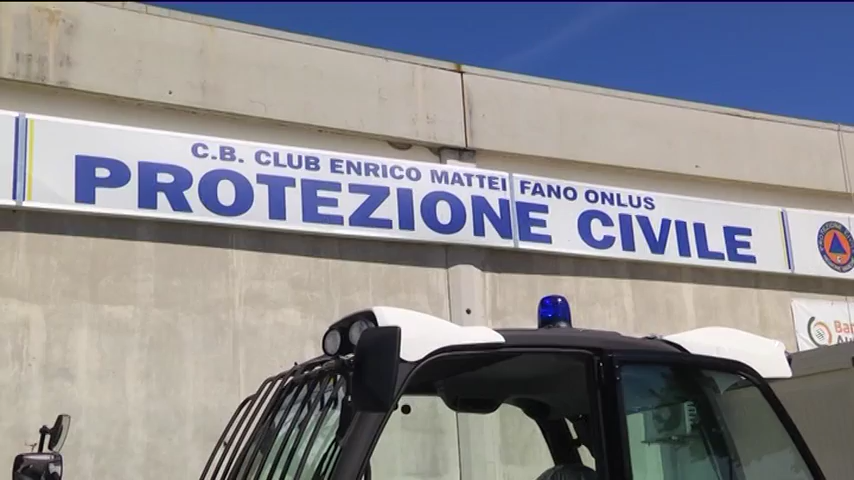 C.B. CLUB ENRICO MATTEI FANO ONLUS
PROTEZIONE CIVILE